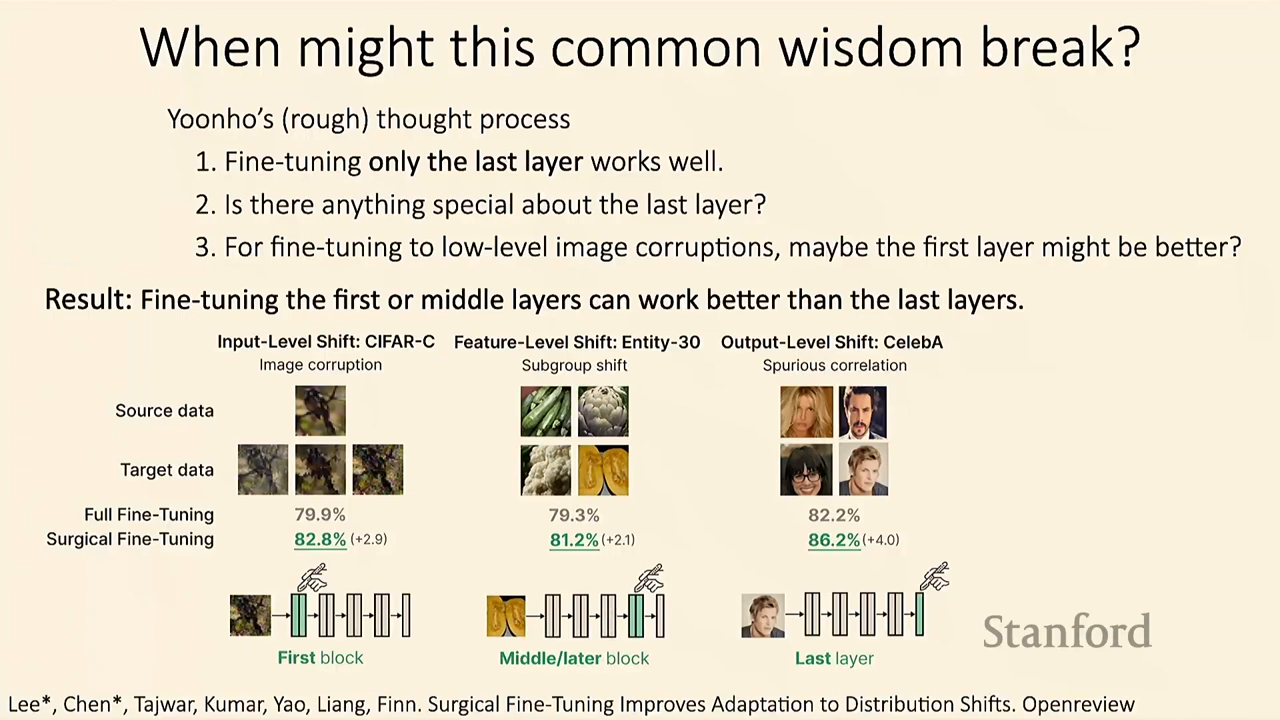 When might this common wisdom break?
Yoonho's (rough) thought process
1. Fine-tuning only the last layer works well.
2. Is there anything special about the last layer?
3. For fine-tuning to low-level image corruptions, maybe the first layer might be better?
Result: Fine-tuning the first or middle layers can work better than the last layers.
Input-Level Shift: CIFAR-C Feature-Level Shift: Entity-30 Output-Level Shift: CelebA
Image corruption Subgroup shift Spurious correlation
Source data
Target data
Full Fine-Tuning 79.9% 79.3% 82.2%
Surgical Fine-Tuning 82.8% (+2.9) 81.2% (+2.1) 86.2% (+4.0)
First block Middle/later block Last layer
Stanford
Lee*, Chen*, Tajwar, Kumar, Yao, Liang, Finn. Surgical Fine-Tuning Improves Adaptation to Distribution Shifts. Openreview